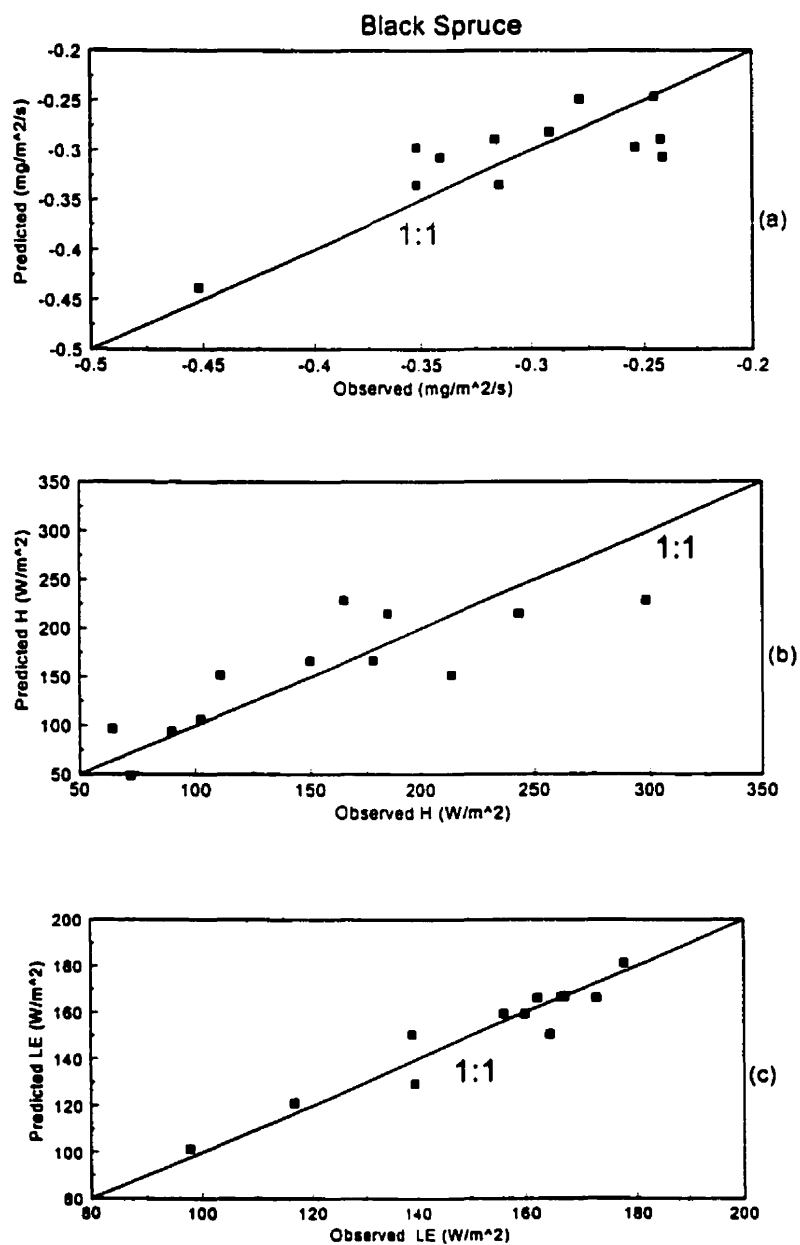 Black Spruce
Predicted (mg/m^2/s)
-0.2
-0.25
-0.3
-0.35
-0.4
-0.45
-0.5
1:1
(a)
-0.5 -0.45 -0.4 -0.35 -0.3 -0.25 -0.2
Observed (mg/m^2/s)
Predicted H (W/m^2)
350
300
250
200
150
100
50
1:1
(b)
50 100 150 200 250 300 350
Observed H (W/m^2)
Predicted LE (W/m^2)
200
180
160
140
120
100
80
1:1
(c)
80 100 120 140 160 180 200
Observed LE (W/m^2)